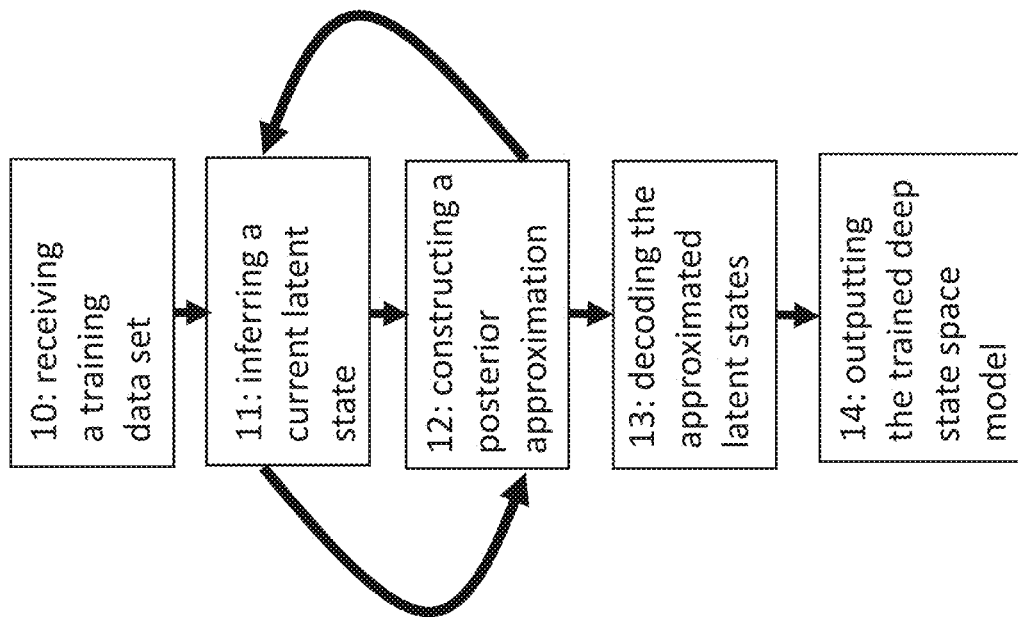 10: receiving
a training
data set
11: inferring a
current latent
state
12: constructing a
posterior
approximation
13: decoding the
approximated
latent states
14: outputting
the trained deep
state space
model